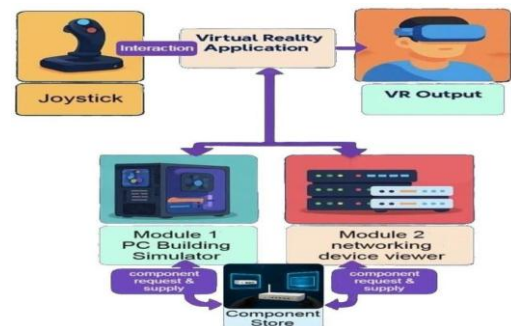 Interaction
Virtual Reality
Application
Joystick
VR Output
Module 1
PC Building
Simulator
Module 2
networking
device viewer
component
request &
supply
component
request &
supply
Component
Store